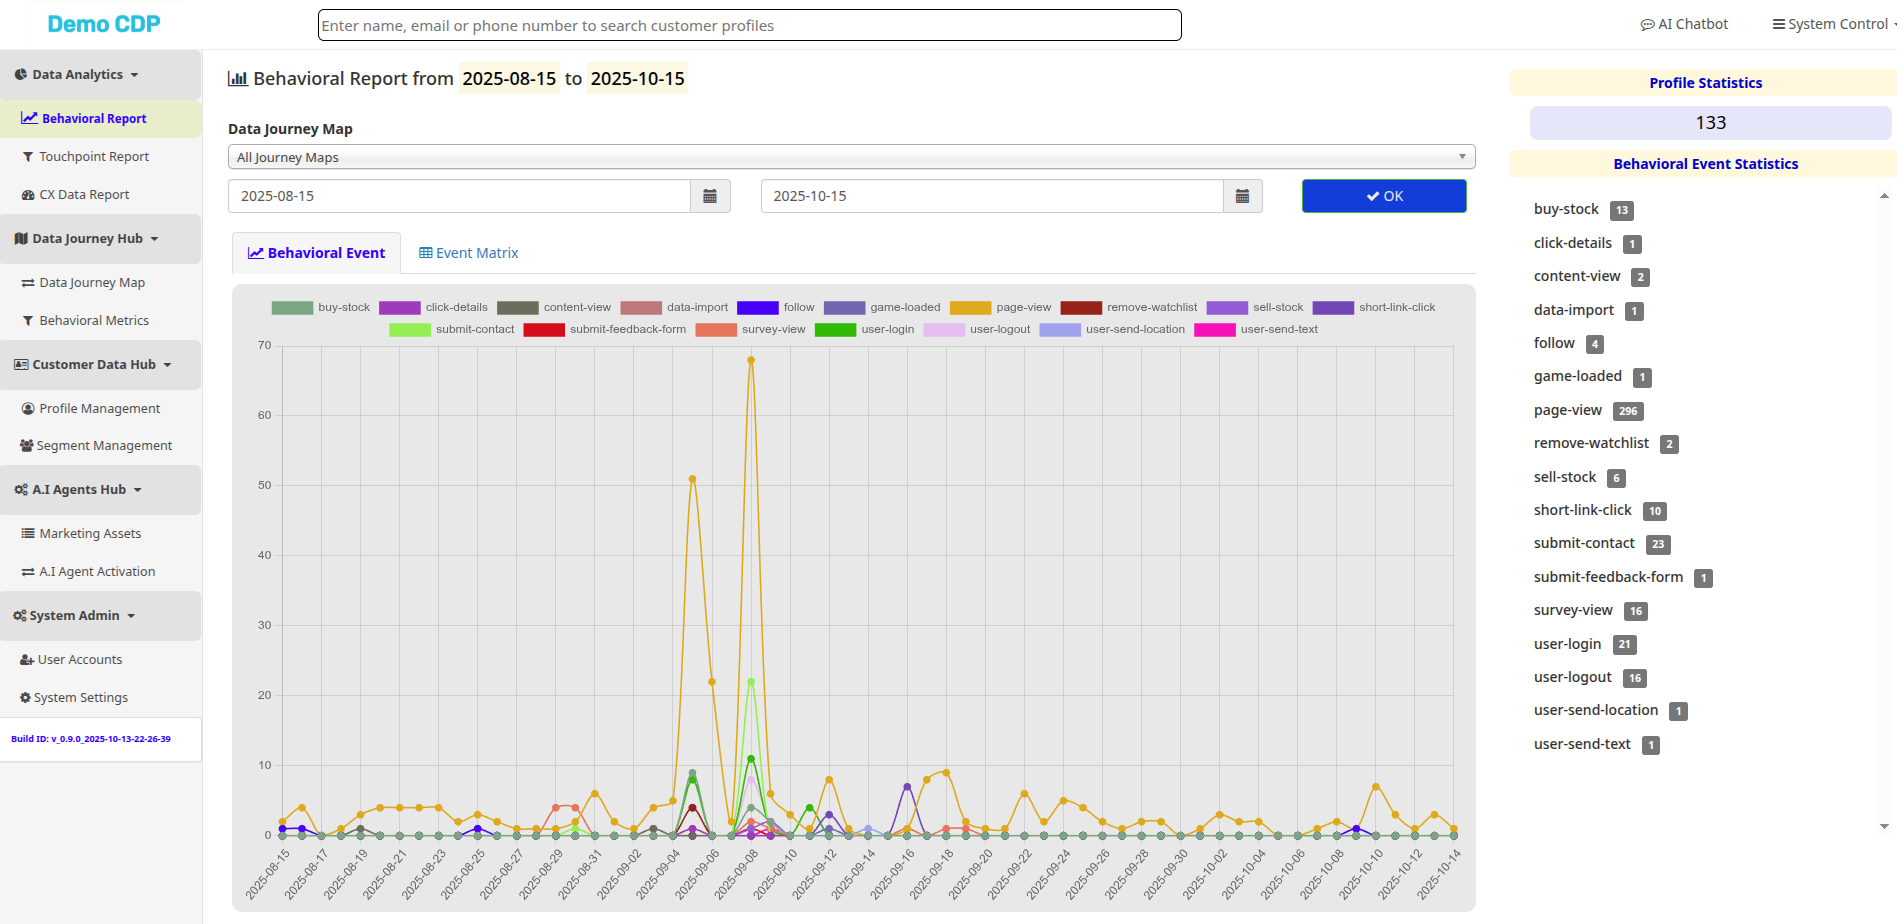 Demo CDP
Enter name, email or phone number to search customer profiles
AI Chatbot
System Control
Data Analytics
Behavioral Report
Touchpoint Report
CX Data Report
Data Journey Hub
Data Journey Map
Behavioral Metrics
Customer Data Hub
Profile Management
Segment Management
A.I Agents Hub
Marketing Assets
A.I Agent Activation
System Admin
User Accounts
System Settings
Build ID: v_0.9.0_2025-10-13-22-26-39
Behavioral Report from 2025-08-15 to 2025-10-15
Data Journey Map
All Journey Maps
2025-08-15
2025-10-15
OK
Behavioral Event
Event Matrix
buy-stock click-details content-view data-import follow game-loaded page-view remove-watchlist sell-stock short-link-click
submit-contact submit-feedback-form survey-view user-login user-logout user-send-location user-send-text
70
60
50
40
30
20
10
0
2025-08-15
2025-08-17
2025-08-19
2025-08-21
2025-08-23
2025-08-25
2025-08-27
2025-08-29
2025-08-31
2025-09-02
2025-09-04
2025-09-06
2025-09-08
2025-09-10
2025-09-12
2025-09-14
2025-09-16
2025-09-18
2025-09-20
2025-09-22
2025-09-24
2025-09-26
2025-09-28
2025-09-30
2025-10-02
2025-10-04
2025-10-06
2025-10-08
2025-10-10
2025-10-12
2025-10-14
Profile Statistics
133
Behavioral Event Statistics
buy-stock 13
click-details 1
content-view 2
data-import 1
follow 4
game-loaded 1
page-view 296
remove-watchlist 2
sell-stock 6
short-link-click 10
submit-contact 23
submit-feedback-form 1
survey-view 16
user-login 21
user-logout 16
user-send-location 1
user-send-text 1